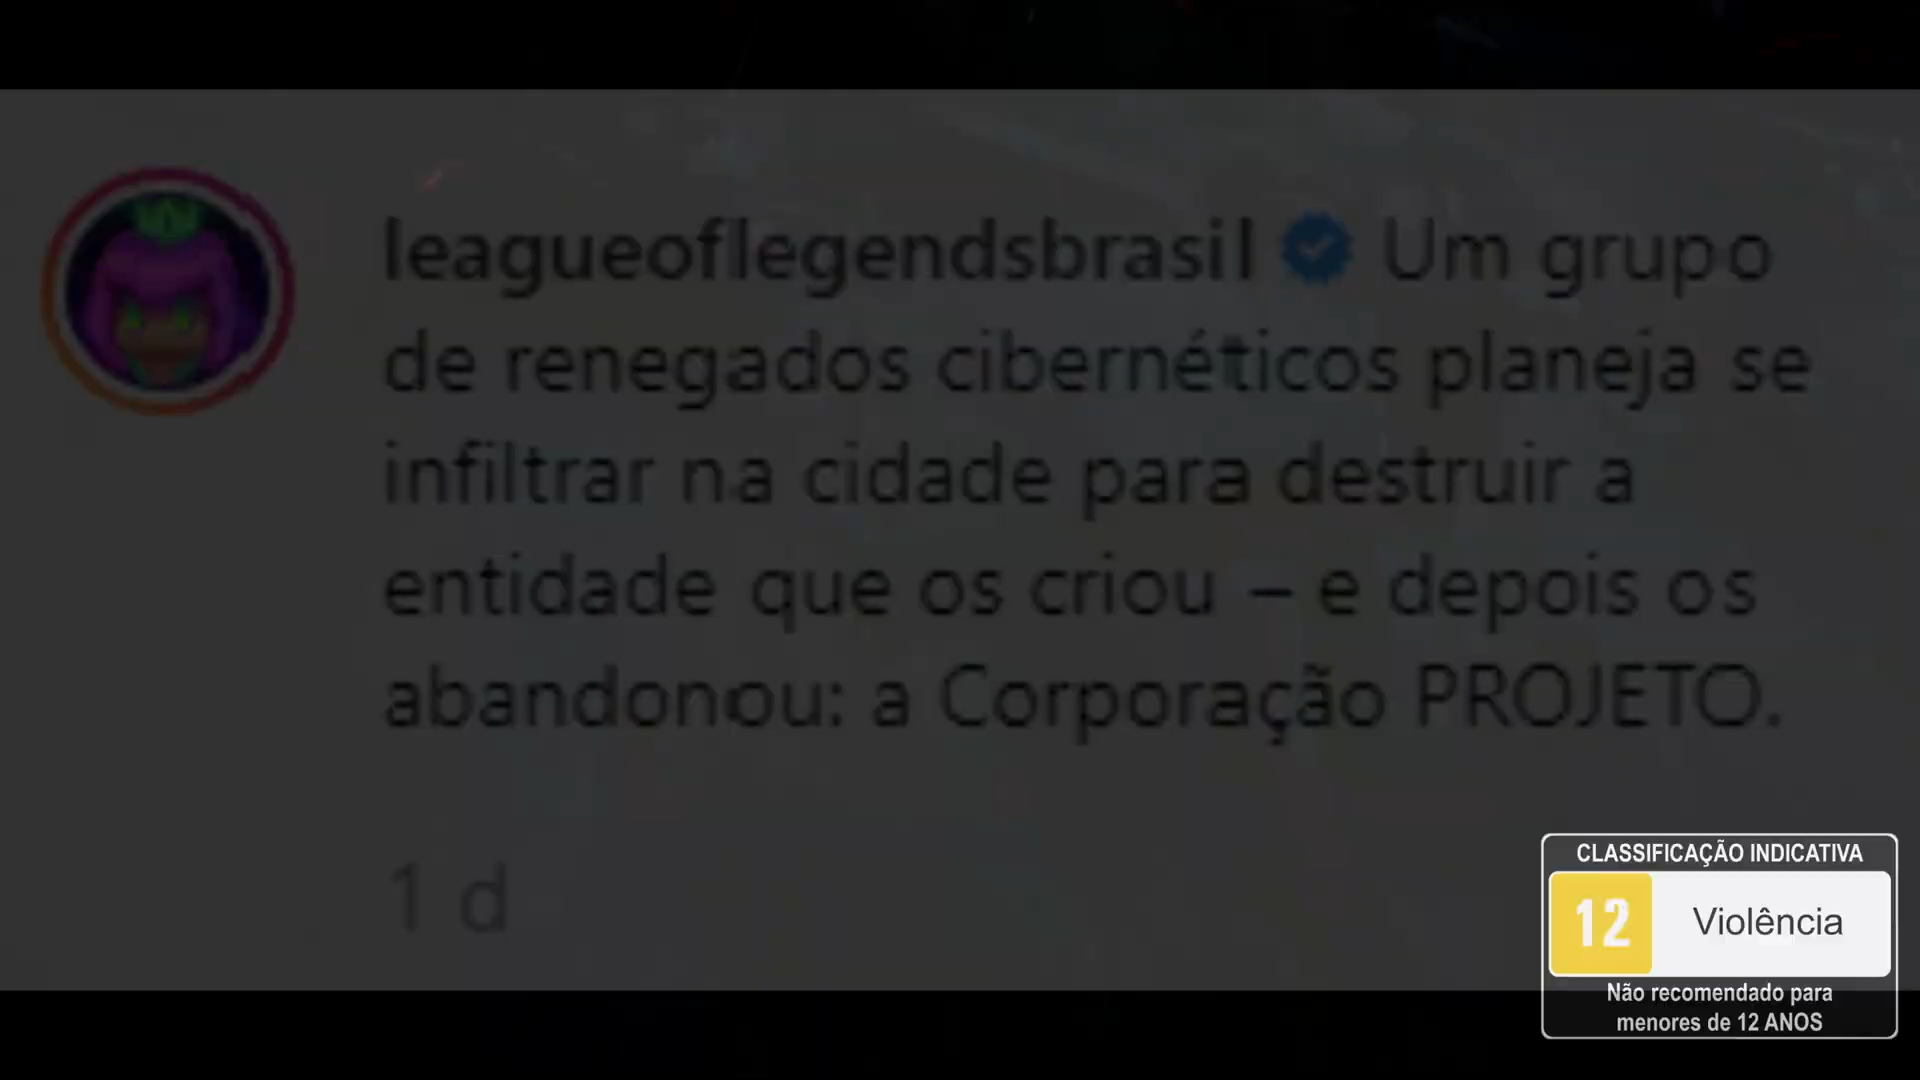 leagueoflegendsbrasil Um grupo
de renegados cibernéticos planeja se
infiltrar na cidade para destruir a
entidade que os criou – e depois os
abandonou: a Corporação PROJETO.
1 d
CLASSIFICAÇÃO INDICATIVA
12 Violência
Não recomendado para
menores de 12 ANOS